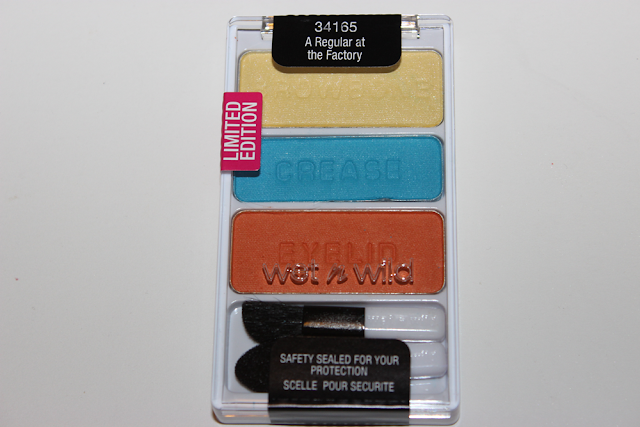 34165
A Regular at
the Factory
BROWBONE
LIMITED
EDITION
CREASE
EYELID
wet n wild
SAFETY SEALED FOR YOUR
PROTECTION
SCELLE POUR SECURITE